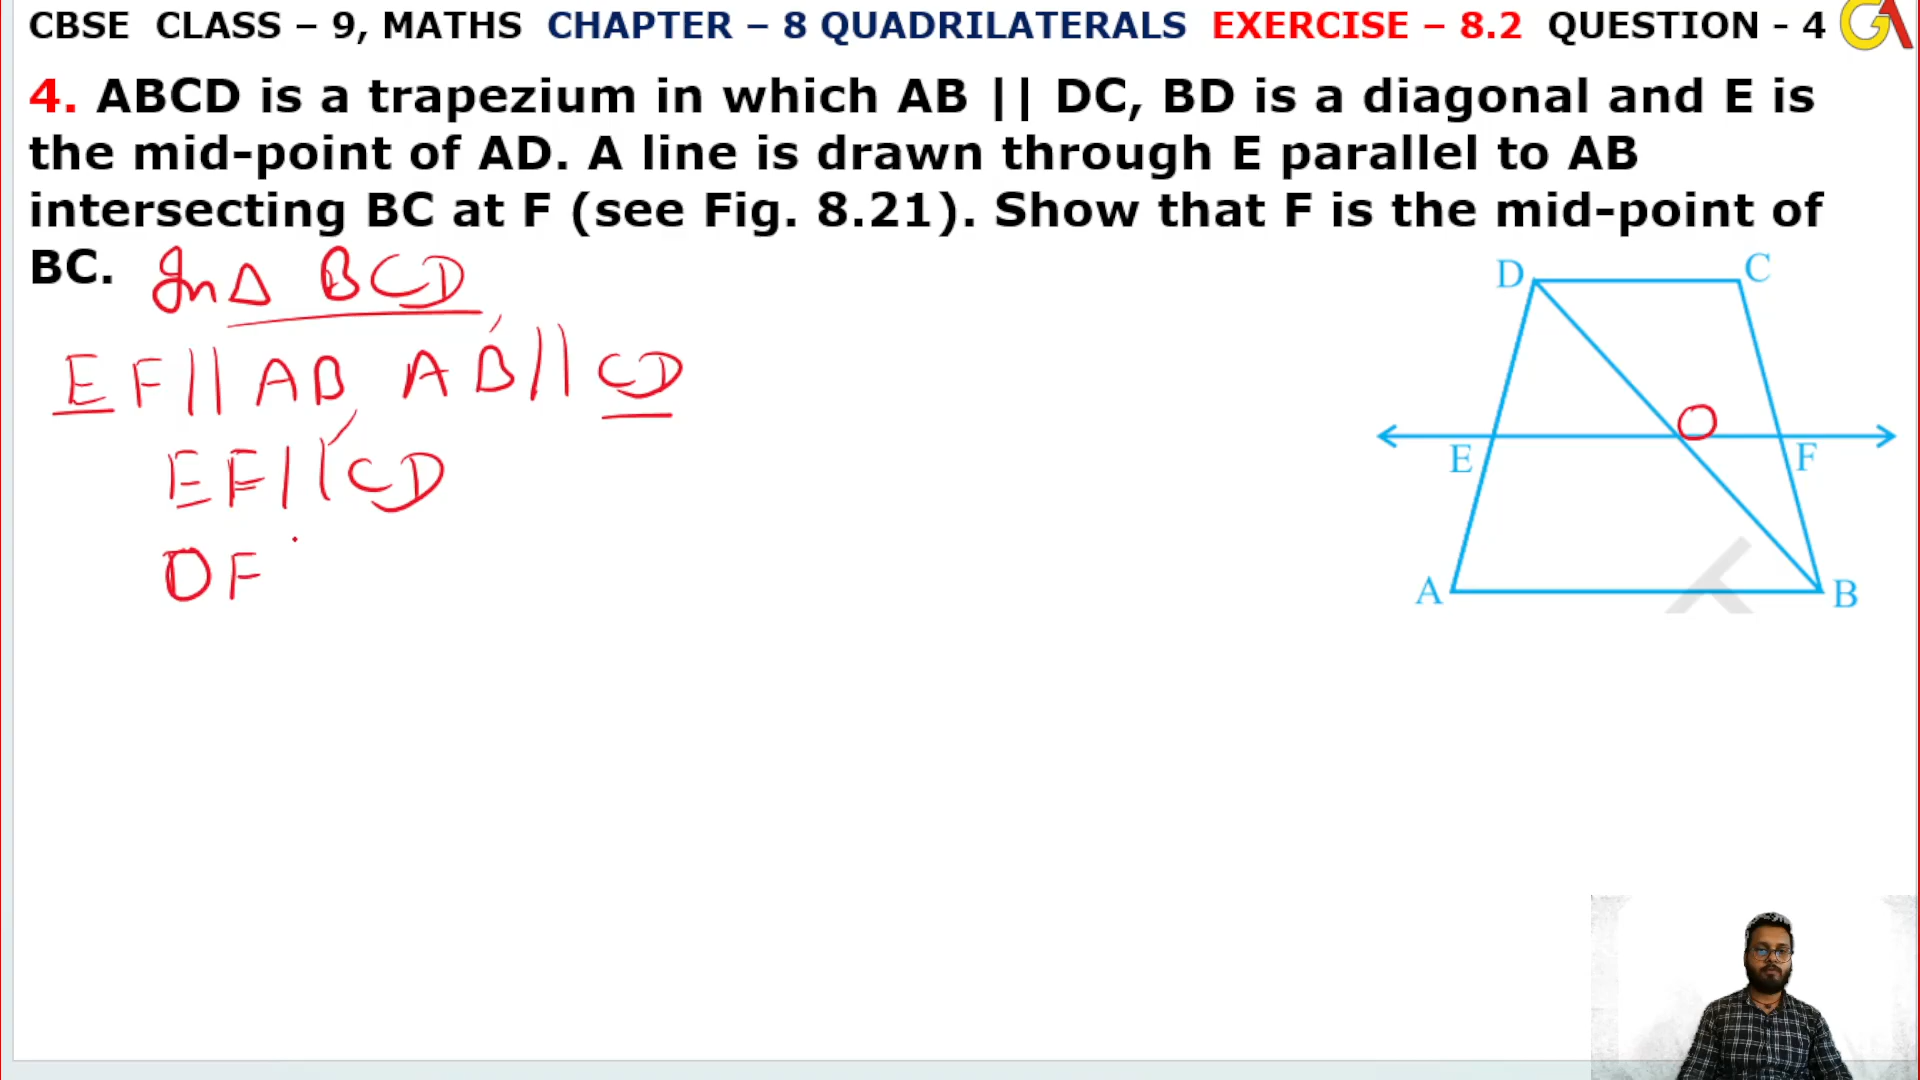 CBSE CLASS – 9, MATHS CHAPTER – 8 QUADRILATERALS EXERCISE – 8.2 QUESTION - 4 GA
4. ABCD is a trapezium in which AB || DC, BD is a diagonal and E is
the mid-point of AD. A line is drawn through E parallel to AB
intersecting BC at F (see Fig. 8.21). Show that F is the mid-point of
BC. In Δ BCD
EF || AB, AB || CD
EF || CD
OF
D C
O
E F
A B